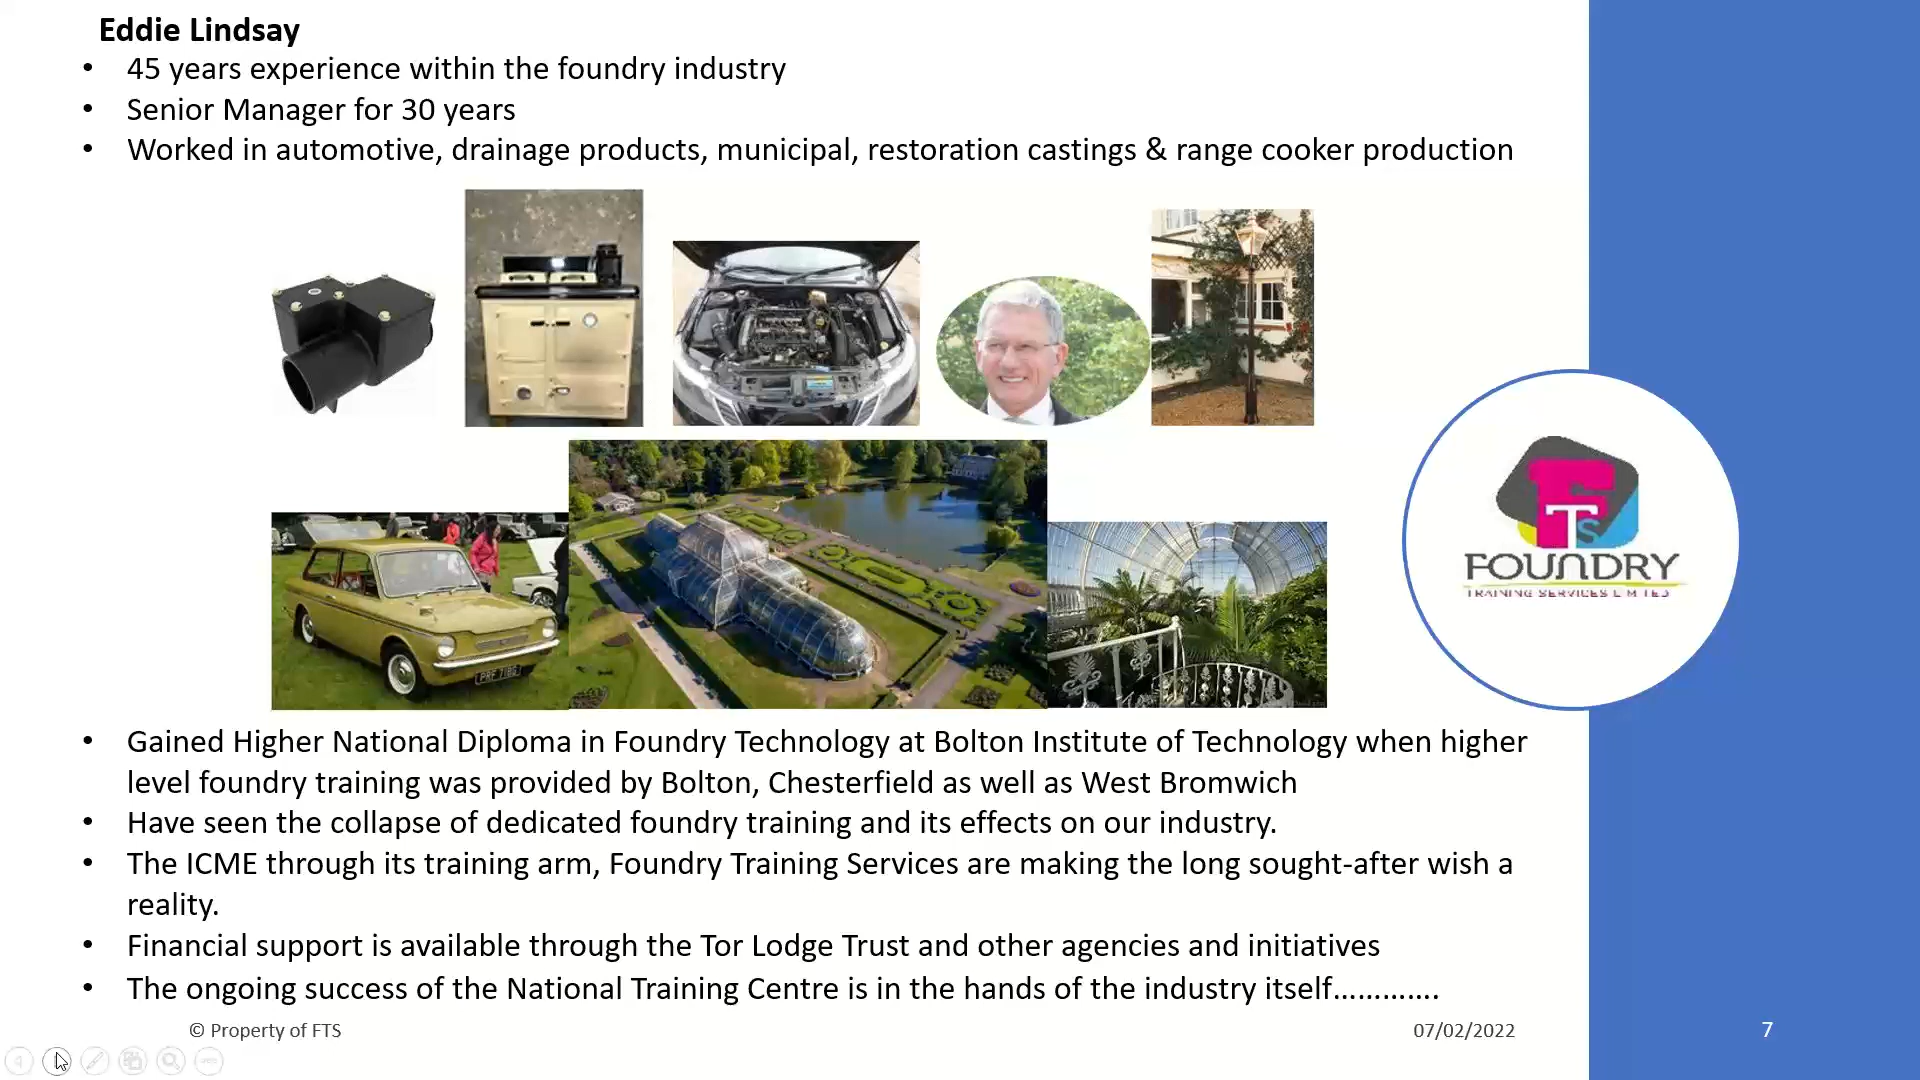 Eddie Lindsay
• 45 years experience within the foundry industry
• Senior Manager for 30 years
• Worked in automotive, drainage products, municipal, restoration castings & range cooker production
PRF 718G
FTS
FOUNDRY
TRAINING SERVICES LIMITED
• Gained Higher National Diploma in Foundry Technology at Bolton Institute of Technology when higher
level foundry training was provided by Bolton, Chesterfield as well as West Bromwich
• Have seen the collapse of dedicated foundry training and its effects on our industry.
• The ICME through its training arm, Foundry Training Services are making the long sought-after wish a
reality.
• Financial support is available through the Tor Lodge Trust and other agencies and initiatives
• The ongoing success of the National Training Centre is in the hands of the industry itself………….
© Property of FTS
07/02/2022
7